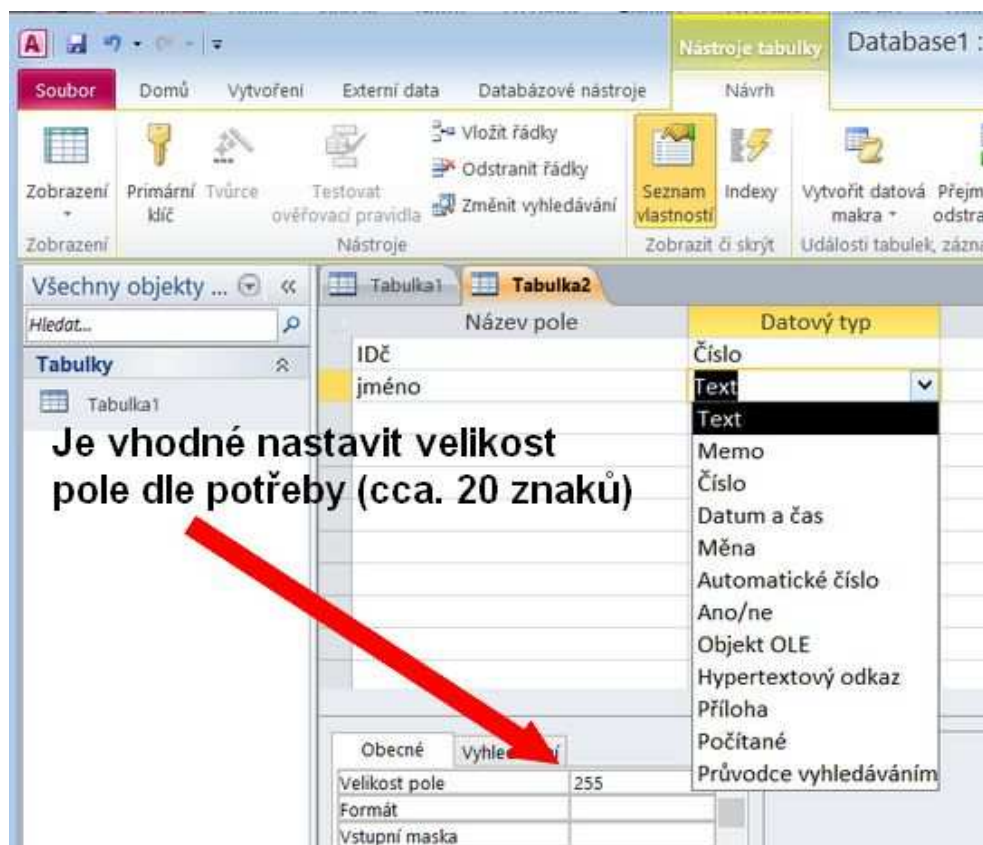 Nástroje tabulky
Database1 :
Soubor
Domů
Vytvoření
Externí data
Databázové nástroje
Návrh
Zobrazení
Primární klíč
Tvůrce
Testovat
ověřovací pravidla
Vložit řádky
Odstranit řádky
Změnit vyhledávání
Seznam
vlastností
Indexy
Vytvořit datová
makra
Přejm
odstra
Zobrazení
Nástroje
Zobrazit či skrýt
Události tabulek, zázna
Všechny objekty ...
Hledat...
Tabulky
Tabulka1
Tabulka1
Tabulka2
Název pole
Datový typ
IDč
Číslo
jméno
Text
Je vhodné nastavit velikost
pole dle potřeby (cca. 20 znaků)
Text
Memo
Číslo
Datum a čas
Měna
Automatické číslo
Ano/ne
Objekt OLE
Hypertextový odkaz
Příloha
Počítané
Průvodce vyhledáváním
Obecné
Velikost pole
255
Formát
Vstupní maska